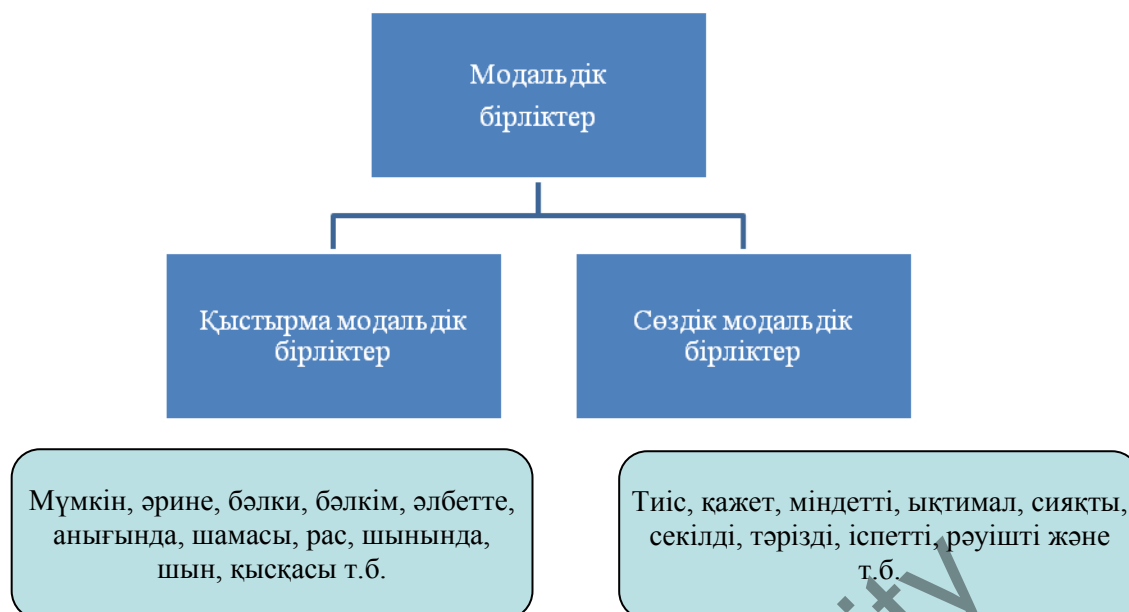 Модальдік
бірліктер
Қыстырма модальдік
бірліктер
Сөздік модальдік
бірліктер
Мүмкін, әрине, бәлки, бәлкім, әлбетте,
анығында, шамасы, рас, шынында,
шын, қысқасы т.б.
Тиіс, қажет, міндетті, ықтимал, сияқты,
секілді, тәрізді, іспетті, рәуішті және
т.б.
ity